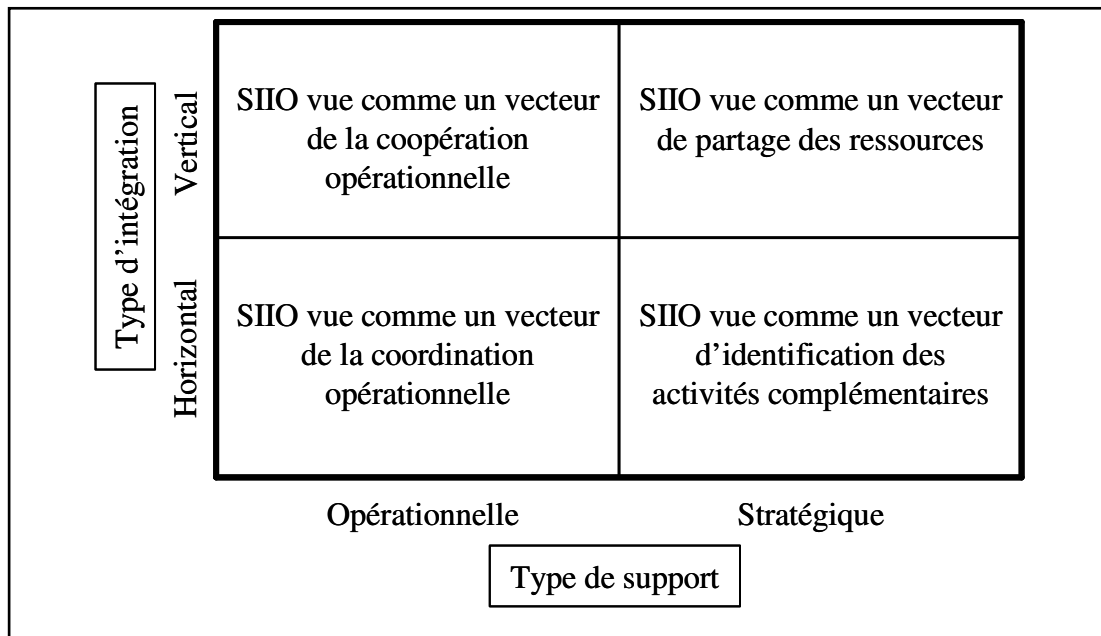 Type d’intégration
Vertical
Horizontal
SIIO vue comme un vecteur
de la coopération
opérationnelle
SIIO vue comme un vecteur
de partage des ressources
SIIO vue comme un vecteur
de la coordination
opérationnelle
SIIO vue comme un vecteur
d’identification des
activités complémentaires
Opérationnelle
Stratégique
Type de support